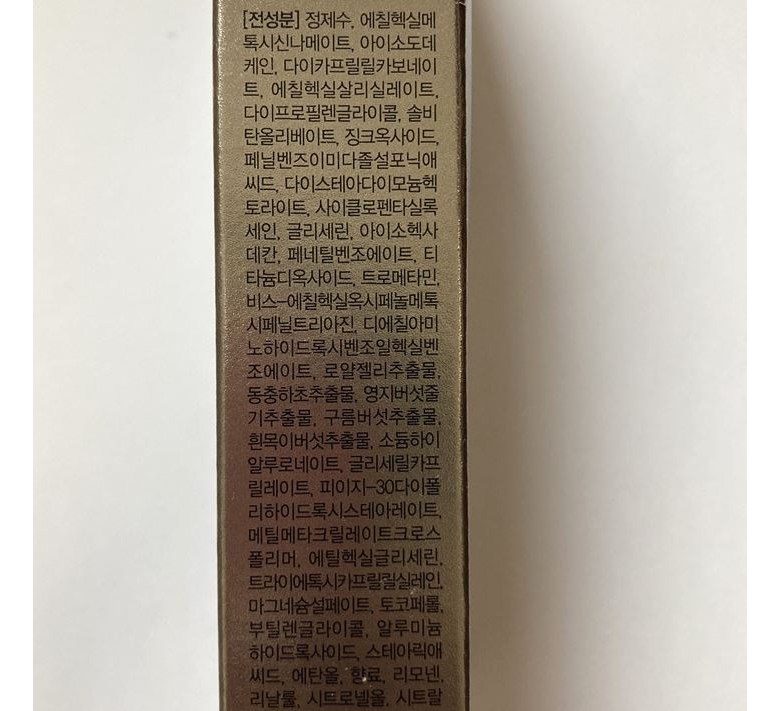 [전성분] 정제수, 에칠헥실메
톡시신나메이트, 아이소도데
케인, 다이카프릴릴카보네이
트, 에칠헥실살리실레이트,
다이프로필렌글라이콜, 솔비
탄올리베이트, 징크옥사이드,
페닐벤즈이미다졸설포닉애
씨드, 다이스테아다이모늄헥
토라이트, 사이클로펜타실록
세인, 글리세린, 아이소헥사
데칸, 페네틸벤조에이트, 티
타늄디옥사이드, 트로메타민,
비스-에칠헥실옥시페놀메톡
시페닐트리아진, 디에칠아미
노하이드록시벤조일헥실벤
조에이트, 로얄젤리추출물,
동충하초추출물, 영지버섯줄
기추출물, 구름버섯추출물,
흰목이버섯추출물, 소듐하이
알루로네이트, 글리세릴카프
릴레이트, 피이지-30다이폴
리하이드록시스테아레이트,
메틸메타크릴레이트크로스
폴리머, 에틸헥실글리세린,
트라이에톡시카프릴릴실레인,
마그네슘설페이트, 토코페롤,
부틸렌글라이콜, 알루미늄
하이드록사이드, 스테아릭애
씨드, 에탄올, 향료, 리모넨,
리날룰, 시트로넬올, 시트랄